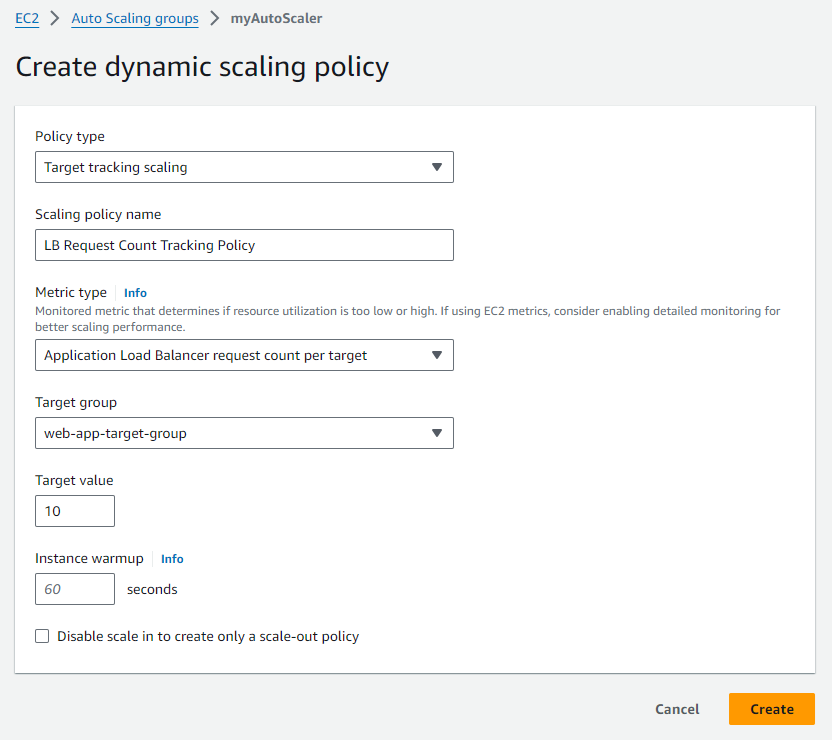 EC2 > Auto Scaling groups > myAutoScaler
Create dynamic scaling policy
Policy type
Target tracking scaling
Scaling policy name
LB Request Count Tracking Policy
Metric type Info
Monitored metric that determines if resource utilization is too low or high. If using EC2 metrics, consider enabling detailed monitoring for
better scaling performance.
Application Load Balancer request count per target
Target group
web-app-target-group
Target value
10
Instance warmup Info
60 seconds
Disable scale in to create only a scale-out policy
Cancel Create